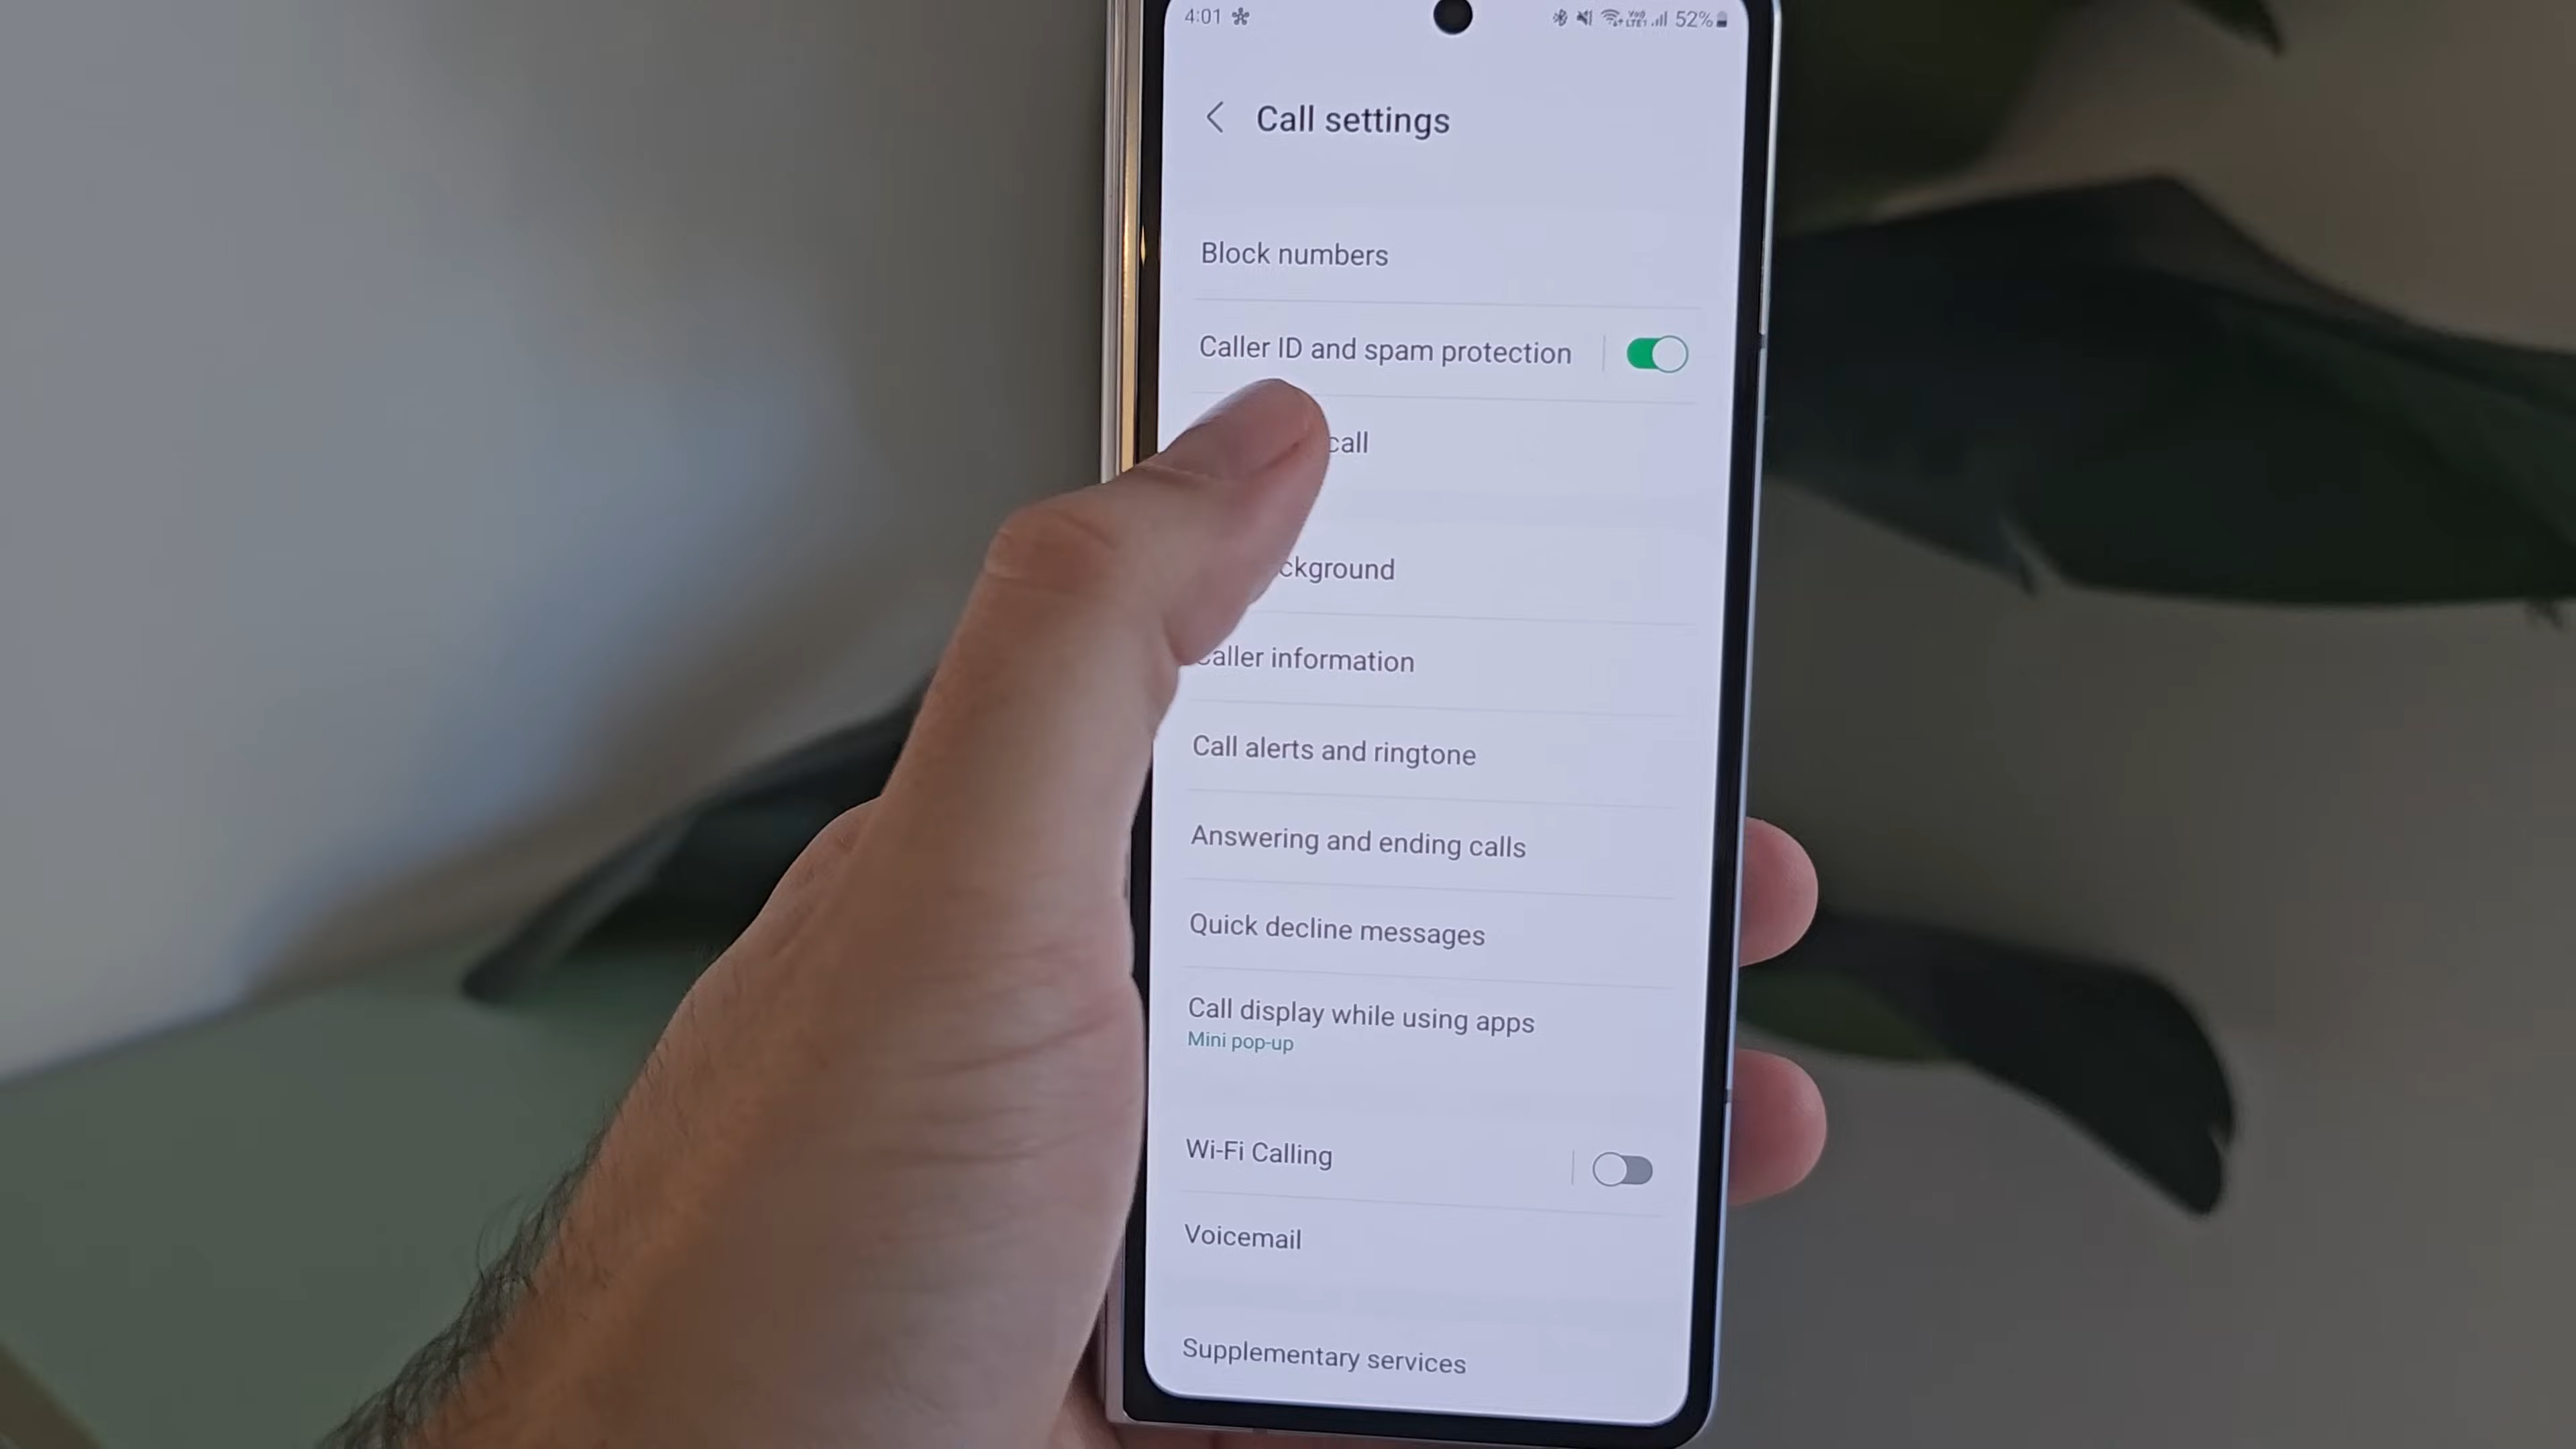 4:01
52%
Call settings
Block numbers
Caller ID and spam protection
call
ckground
aller information
Call alerts and ringtone
Answering and ending calls
Quick decline messages
Call display while using apps
Mini pop-up
Wi-Fi Calling
Voicemail
Supplementary services